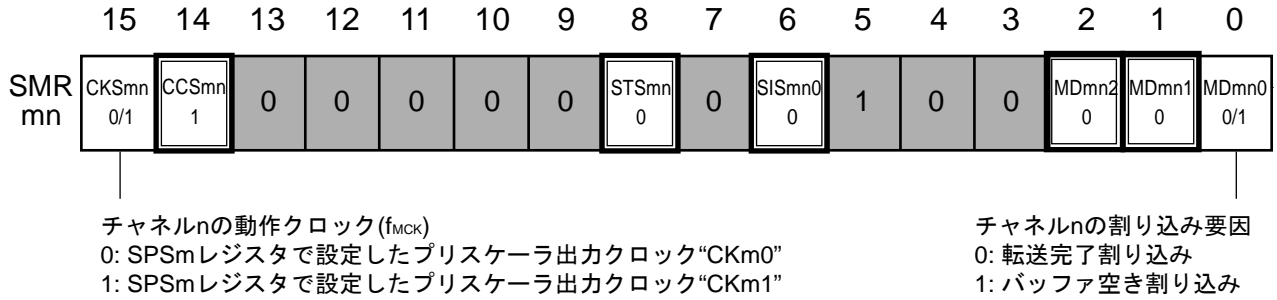 15 14 13 12 11 10 9 8 7 6 5 4 3 2 1 0
SMR CKSmn CCSmn STSmn SISmn0 MDmn2 MDmn1 MDmn0
mn 0/1 1 0 0 0 0 0 0 0 0 1 0 0 0 0 0/1
チャネルnの動作クロック(fMCK)
0: SPSmレジスタで設定したプリスケーラ出力クロック“CKm0”
1: SPSmレジスタで設定したプリスケーラ出力クロック“CKm1”
チャネルnの割り込み要因
0: 転送完了割り込み
1: バッファ空き割り込み